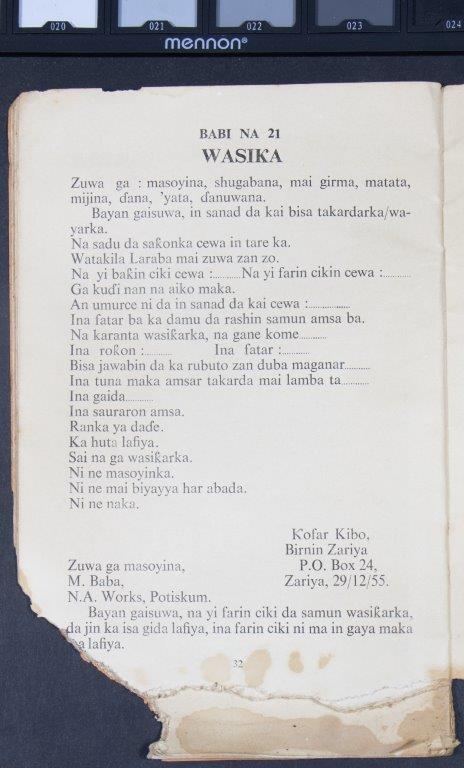 020 021 022 023 024
mennon®
BABI NA 21
WASIƘA
Zuwa ga : masoyina, shugabana, mai girma, matata,
mijina, ɗana, 'yata, ɗanuwana.
Bayan gaisuwa, in sanad da kai bisa takardarka/wa-
yarka.
Na sadu da saƙonka cewa in tare ka.
Watakila Laraba mai zuwa zan zo.
Na yi baƙin ciki cewa :.......... Na yi farin cikin cewa :..........
Ga kuɗi nan na aiko maka.
An umurce ni da in sanad da kai cewa :................
Ina fatar ba ka damu da rashin samun amsa ba.
Na karanta wasiƙarka, na gane kome..........
Ina roƙon :.......... Ina fatar :..........
Bisa jawabin da ka rubuto zan duba maganar..........
Ina tuna maka amsar takarda mai lamba ta..........
Ina gaida..........
Ina sauraron amsa.
Ranka ya daɗe.
Ka huta lafiya.
Sai na ga wasiƙarka.
Ni ne masoyinka.
Ni ne mai biyayya har abada.
Ni ne naka.
Ƙofar Kibo,
Birnin Zariya
P.O. Box 24,
Zariya, 29/12/55.
Zuwa ga masoyina,
M. Baba,
N.A. Works, Potiskum.
Bayan gaisuwa, na yi farin ciki da samun wasiƙarka,
da jin ka isa gida lafiya, ina farin ciki ni ma in gaya maka
lafiya.
32